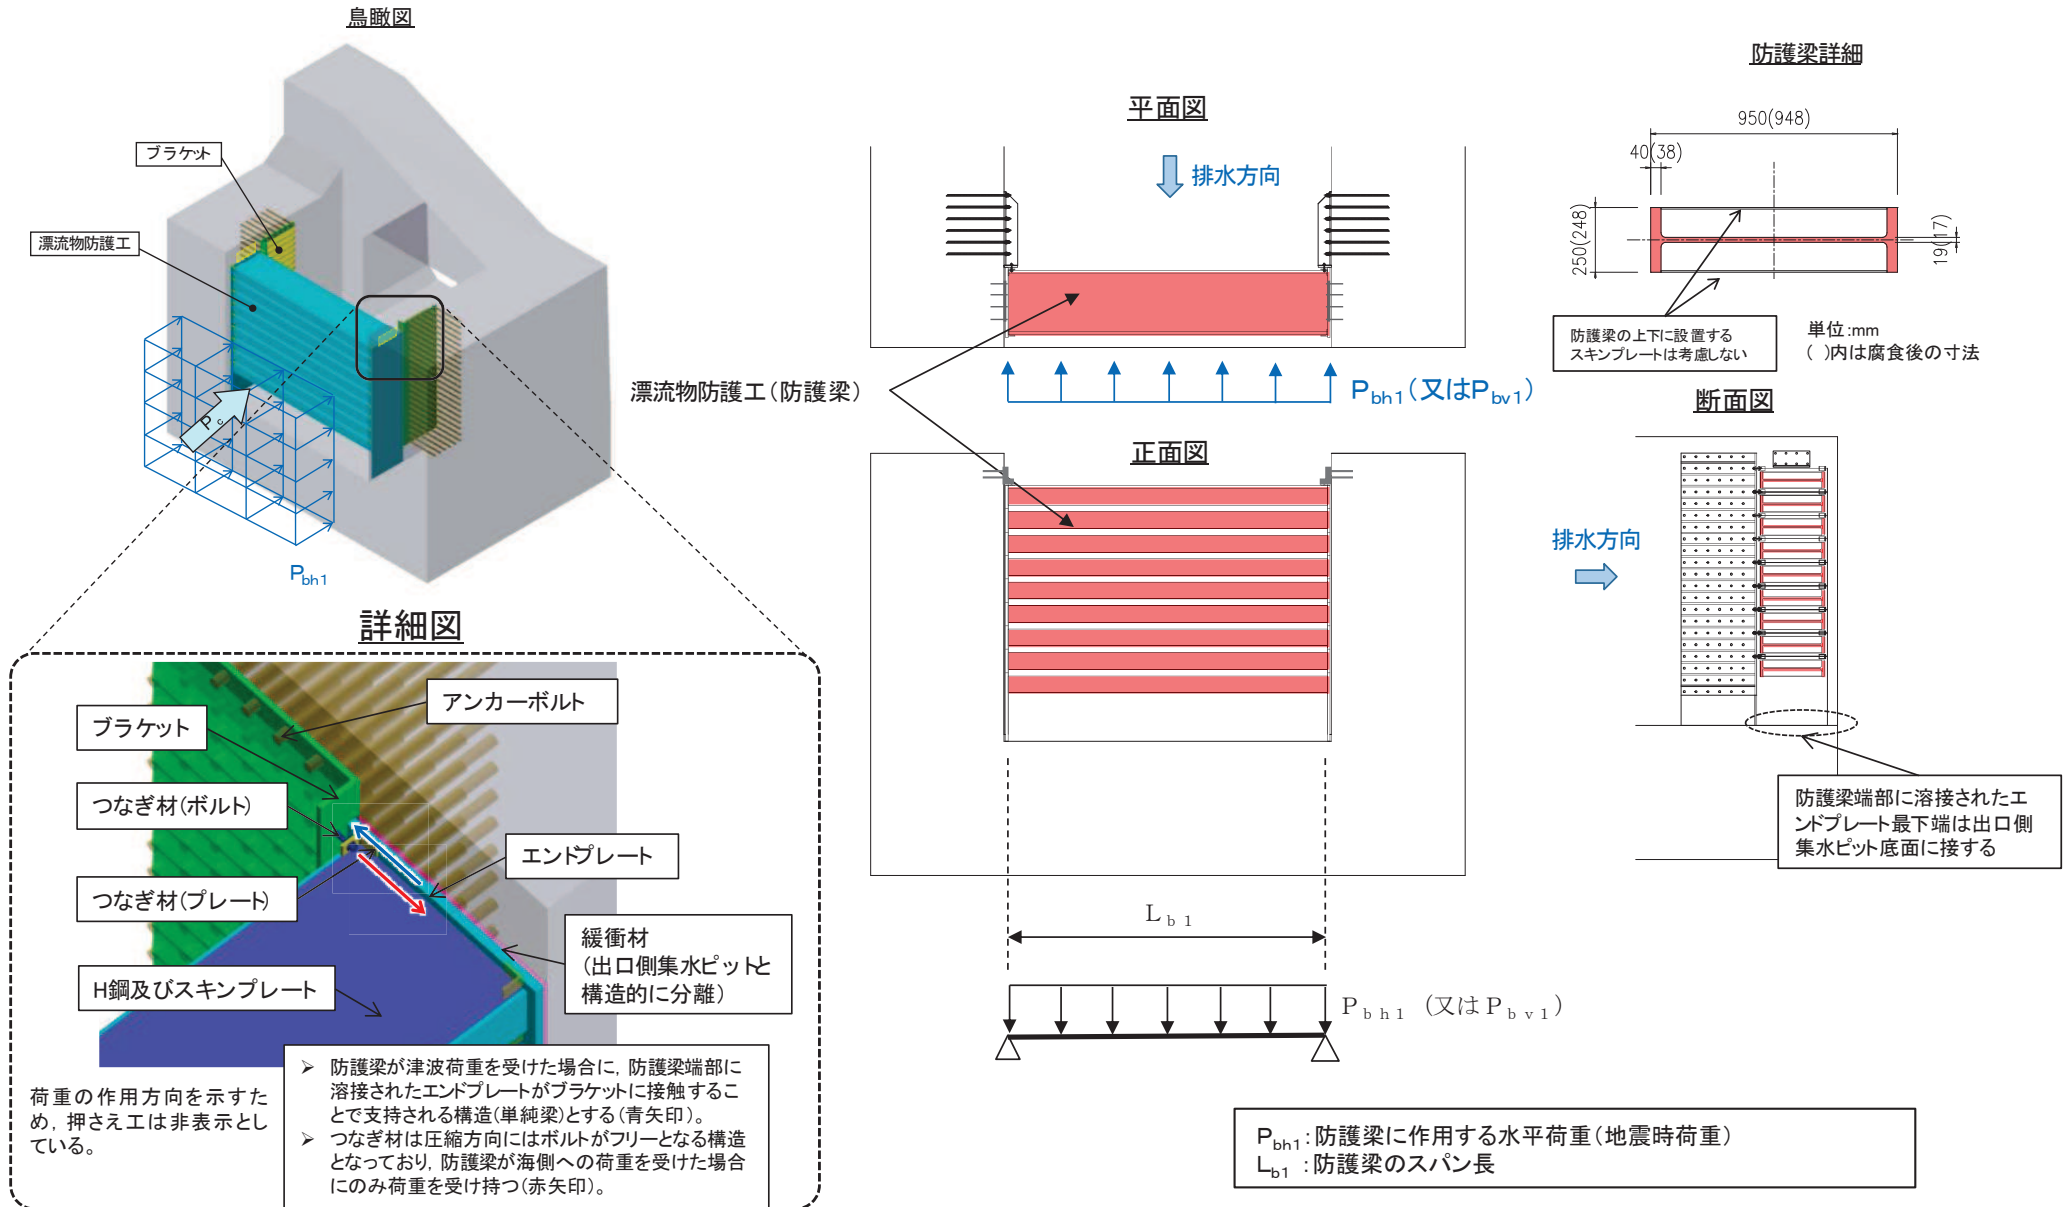 鳥瞰図
ブラケット
漂流物防護工
Pc
Pbh1
平面図
排水方向
漂流物防護工(防護梁)
Pbh1(又はPbv1)
正面図
Lb1
Pbh1 (又はPbv1)
防護梁詳細
950(948)
40(38)
250(248)
19(17)
防護梁の上下に設置する
スキンプレートは考慮しない
単位:mm
( )内は腐食後の寸法
断面図
排水方向
防護梁端部に溶接されたエ
ンドプレート最下端は出口側
集水ピット底面に接する
詳細図
アンカーボルト
ブラケット
つなぎ材(ボルト)
エンドプレート
つなぎ材(プレート)
緩衝材
(出口側集水ピットと
構造的に分離)
H鋼及びスキンプレート
荷重の作用方向を示すた
め, 押さえ工は非表示とし
ている。
➢ 防護梁が津波荷重を受けた場合に, 防護梁端部に
溶接されたエンドプレートがブラケットに接触するこ
とで支持される構造(単純梁)とする(青矢印)。
➢ つなぎ材は圧縮方向にはボルトがフリーとなる構造
となっており, 防護梁が海側への荷重を受けた場合
にのみ荷重を受け持つ(赤矢印)。
Pbh1:防護梁に作用する水平荷重(地震時荷重)
Lb1 :防護梁のスパン長